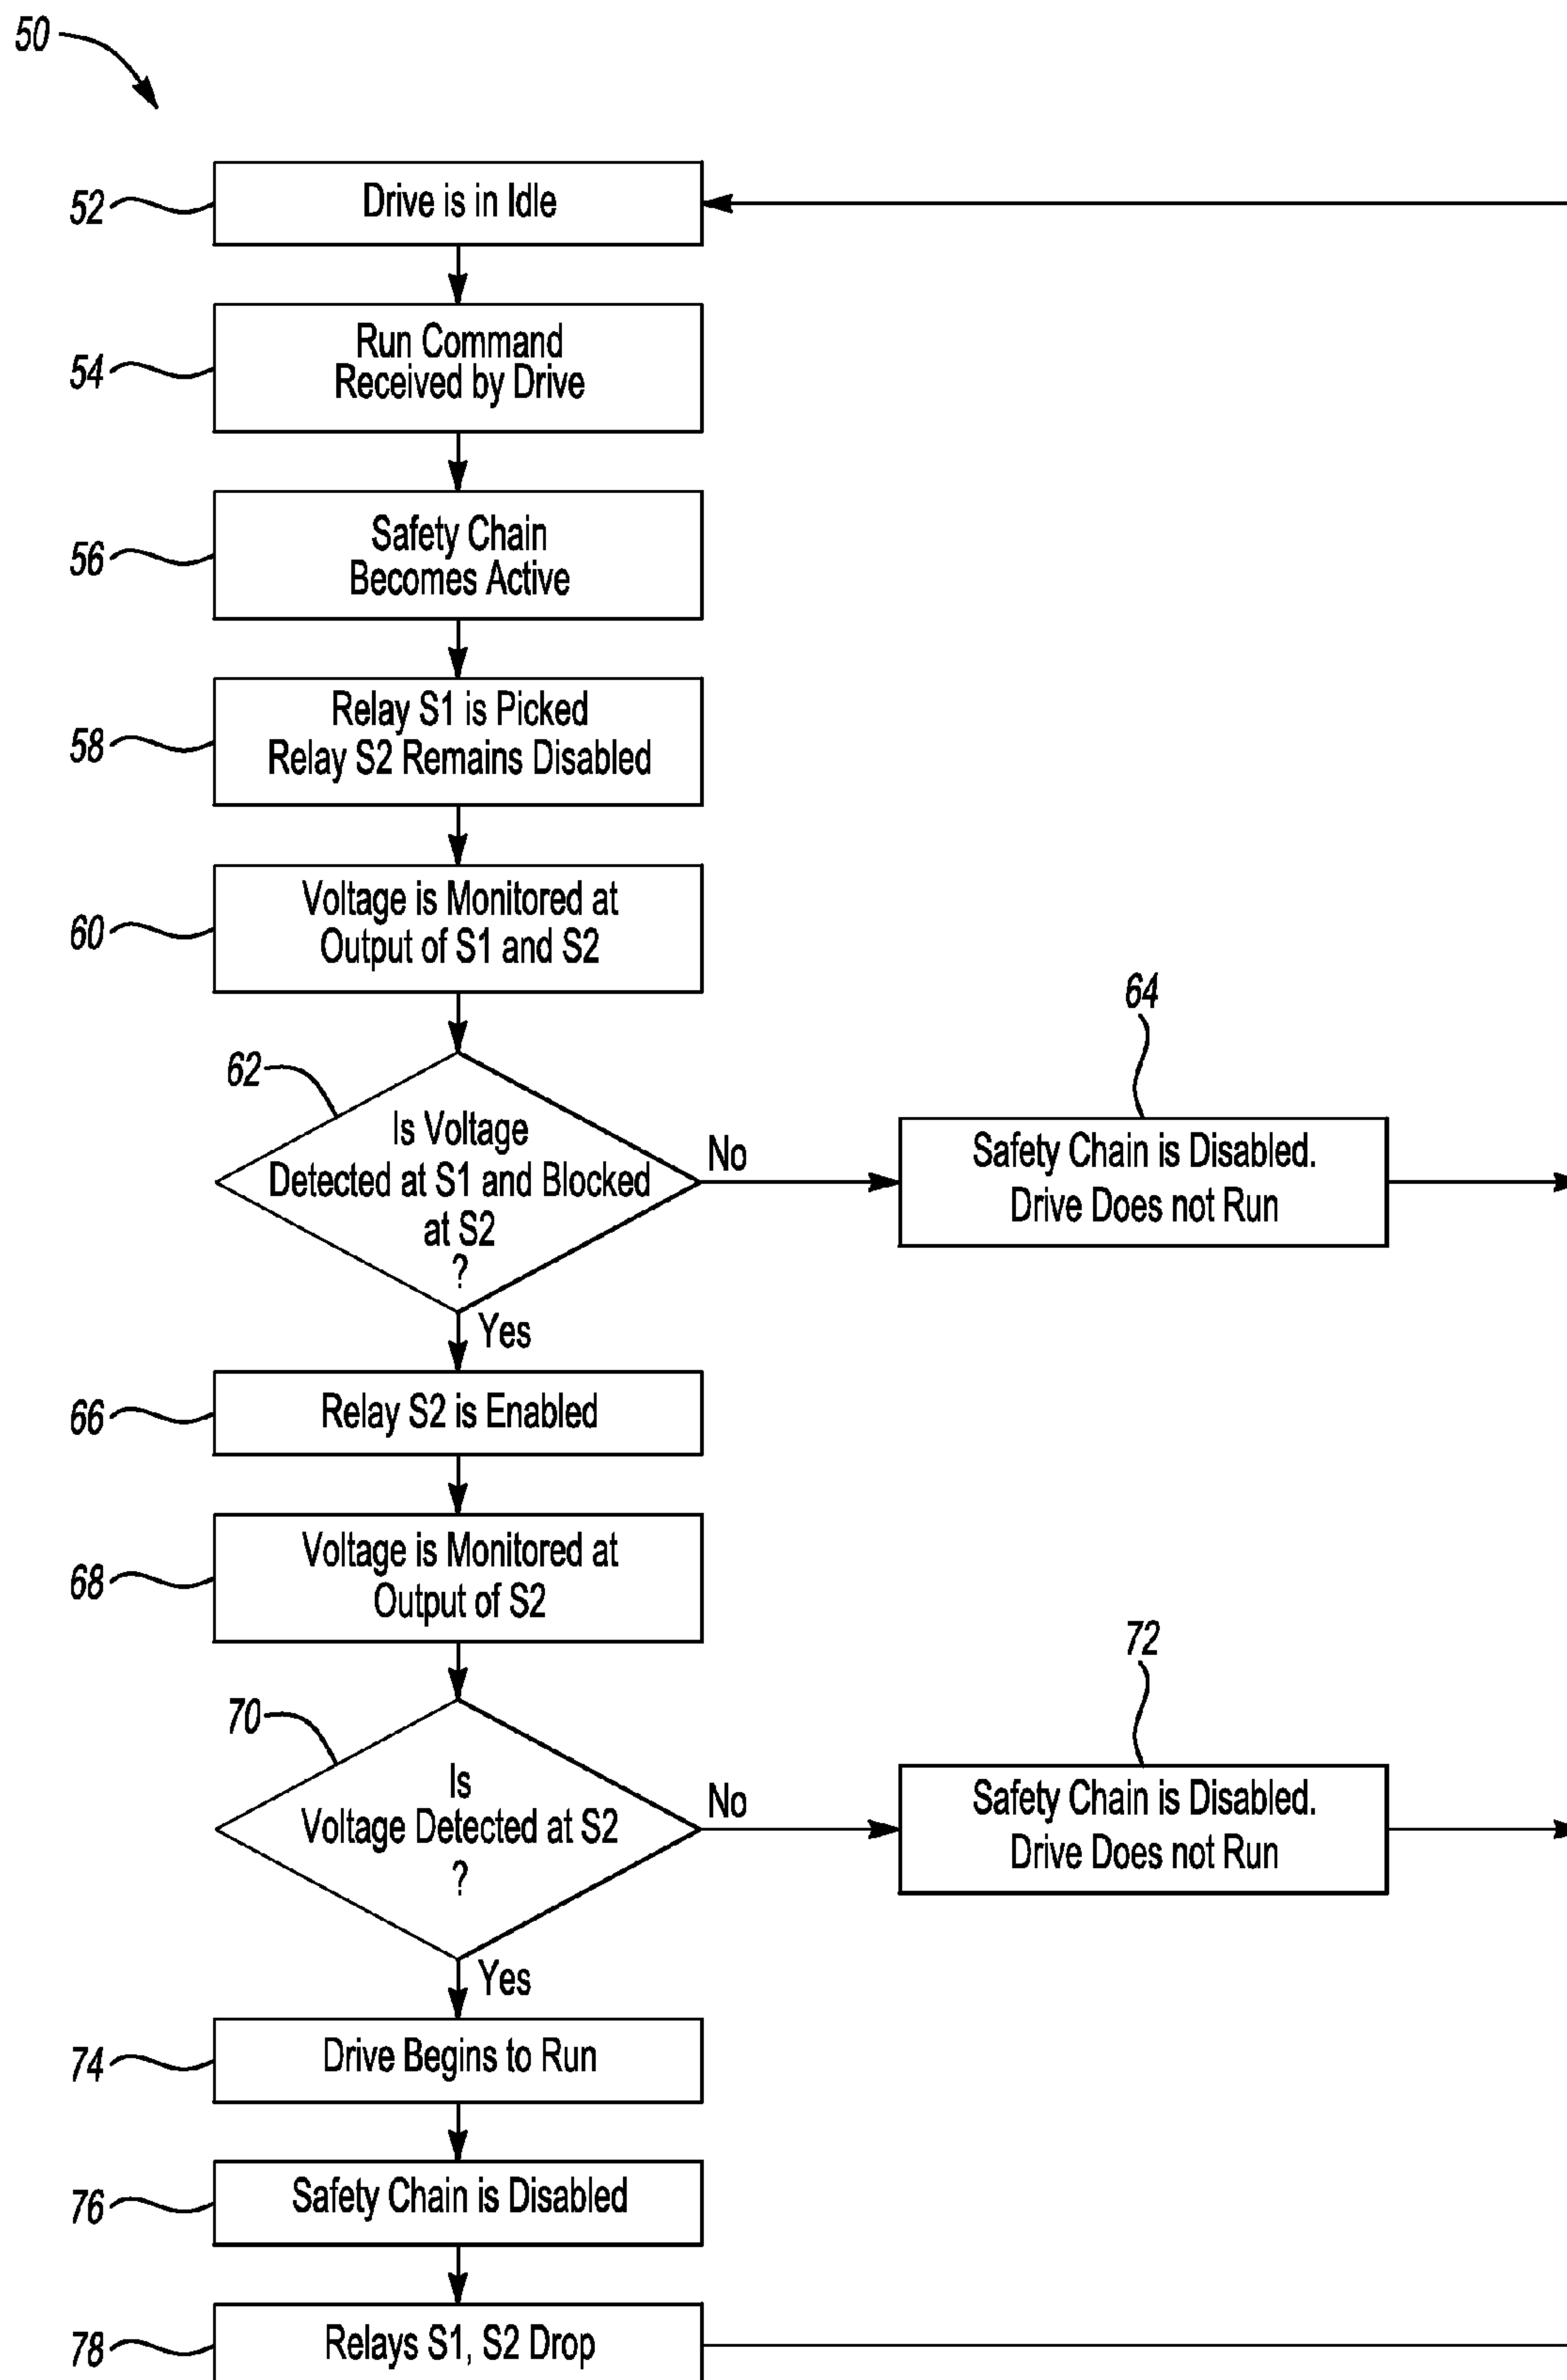 50
52
Drive is in Idle
54
Run Command
Received by Drive
56
Safety Chain
Becomes Active
58
Relay S1 is Picked
Relay S2 Remains Disabled
60
Voltage is Monitored at
Output of S1 and S2
62
Is Voltage
Detected at S1 and Blocked
at S2
?
No
64
Safety Chain is Disabled.
Drive Does not Run
Yes
66
Relay S2 is Enabled
68
Voltage is Monitored at
Output of S2
70
Is
Voltage Detected at S2
?
No
72
Safety Chain is Disabled.
Drive Does not Run
Yes
74
Drive Begins to Run
76
Safety Chain is Disabled
78
Relays S1, S2 Drop